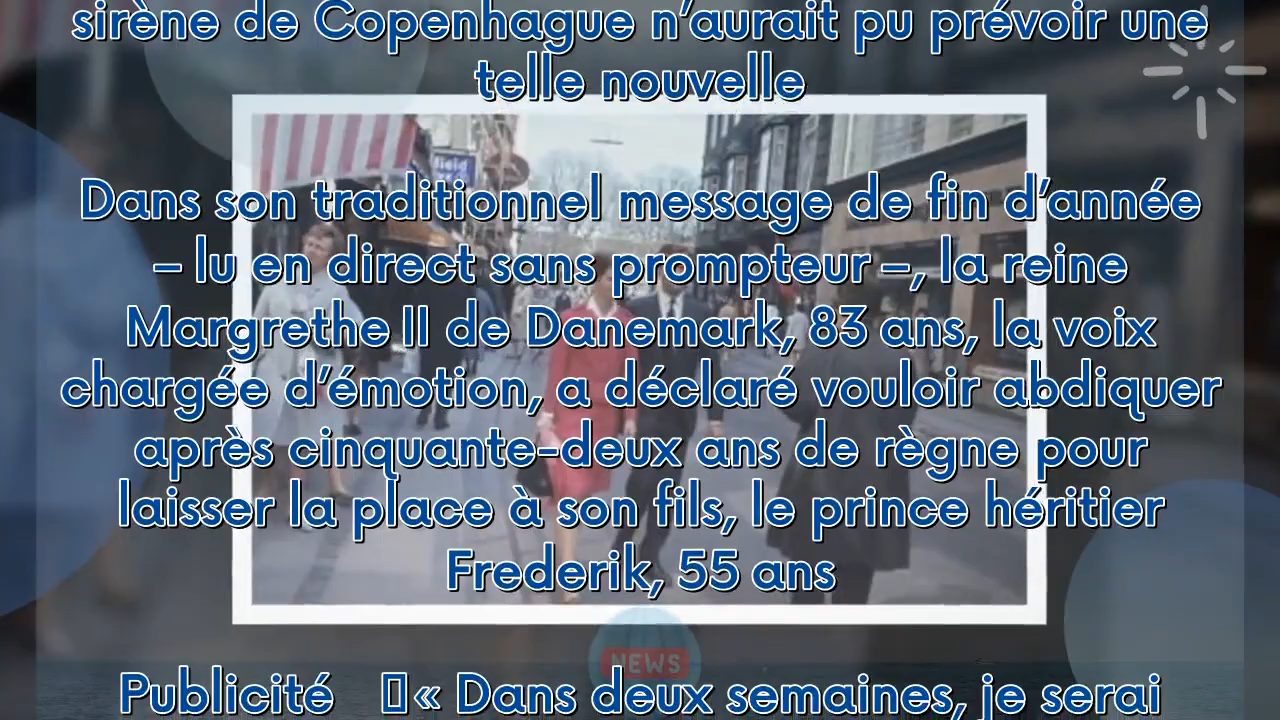 sirène de Copenhague n’aurait pu prévoir une
telle nouvelle
field
Dans son traditionnel message de fin d’année
– lu en direct sans prompteur –, la reine
Margrethe II de Danemark, 83 ans, la voix
chargée d’émotion, a déclaré vouloir abdiquer
après cinquante-deux ans de règne pour
laisser la place à son fils, le prince héritier
Frederik, 55 ans
NEWS
Publicité « Dans deux semaines, je serai